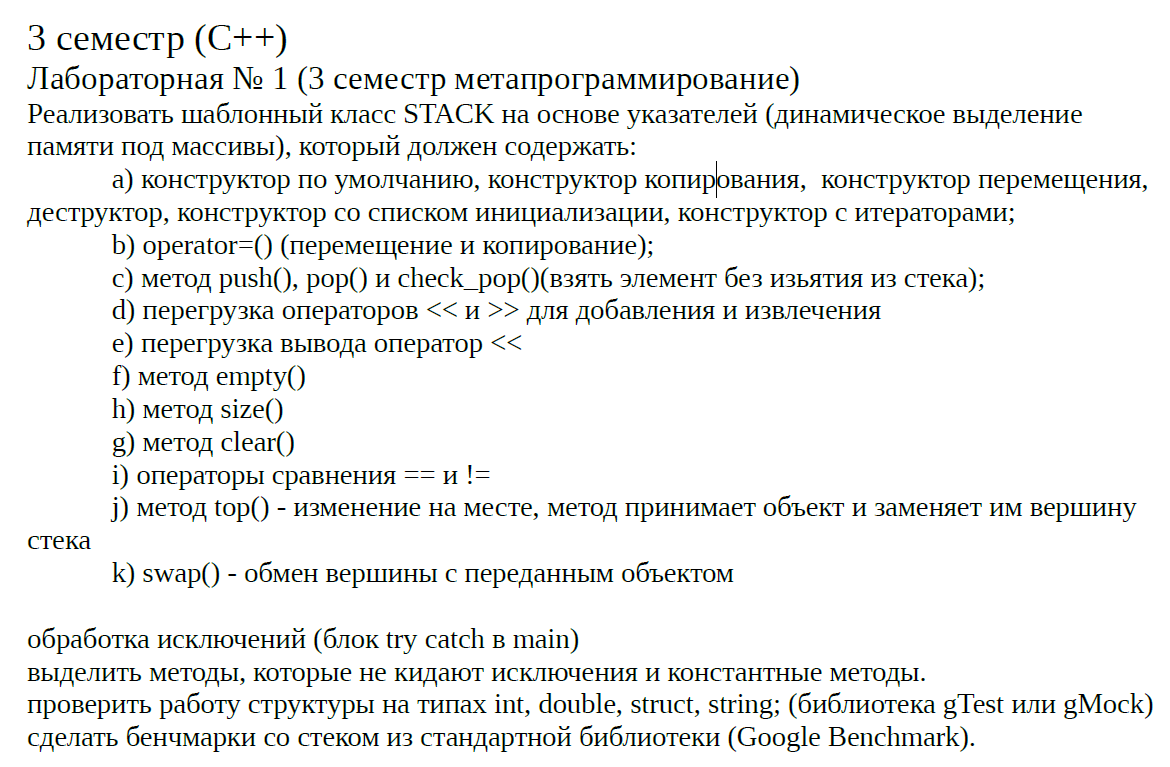 3 семестр (C++)
Лабораторная № 1 (3 семестр метапрограммирование)
Реализовать шаблонный класс STACK на основе указателей (динамическое выделение
памяти под массивы), который должен содержать:
a) конструктор по умолчанию, конструктор копирования,  конструктор перемещения,
деструктор, конструктор со списком инициализации, конструктор с итераторами;
b) operator=() (перемещение и копирование);
c) метод push(), pop() и check_pop()(взять элемент без изьятия из стека);
d) перегрузка операторов << и >> для добавления и извлечения
e) перегрузка вывода оператор <<
f) метод empty()
h) метод size()
g) метод clear()
i) операторы сравнения == и !=
j) метод top() - изменение на месте, метод принимает объект и заменяет им вершину
стека
k) swap() - обмен вершины с переданным объектом
обработка исключений (блок try catch в main)
выделить методы, которые не кидают исключения и константные методы.
проверить работу структуры на типах int, double, struct, string; (библиотека gTest или gMock)
сделать бенчмарки со стеком из стандартной библиотеки (Google Benchmark).